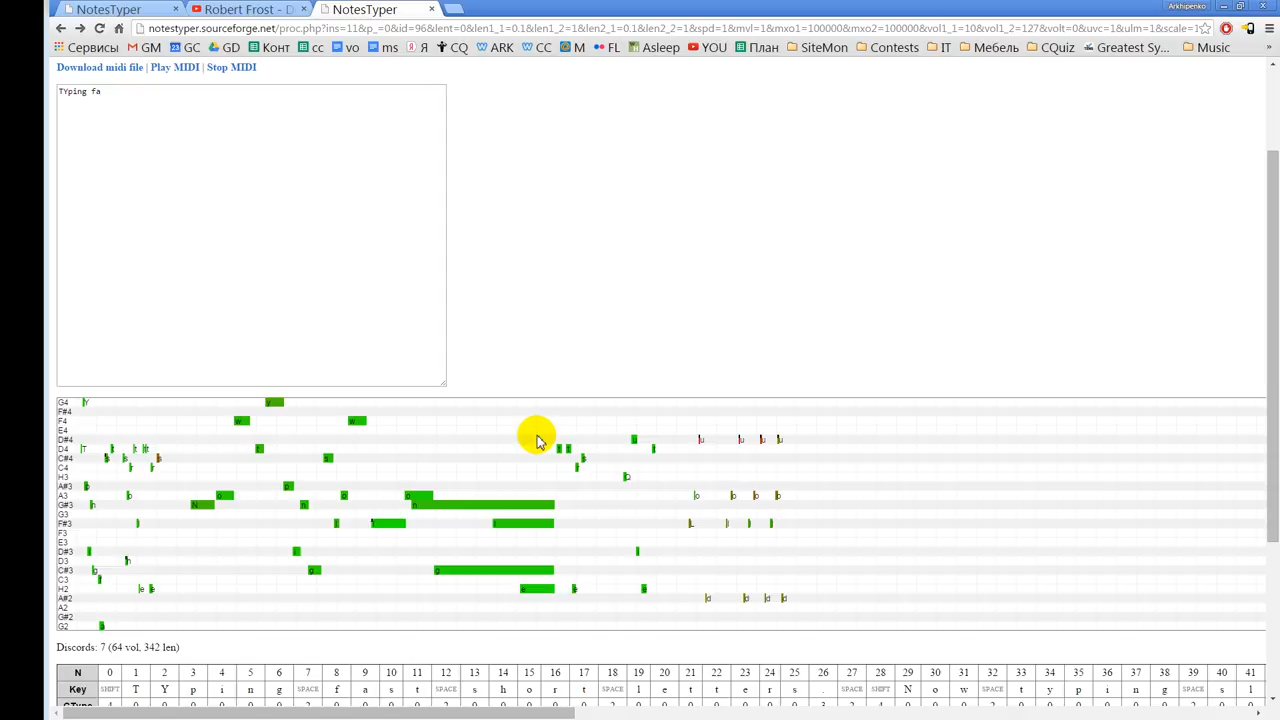 Arkhipenko
NotesTyper
Robert Frost - D
NotesTyper
notestyper.sourceforge.net/proc.php?ins=11&p_=0&id=96&lent=0&len1_1=0.1&len1_2=1&len2_1=0.1&len2_2=1&spd=1&mvl=1&mxo1=100000&mxo2=100000&vol1_1=10&vol1_2=127&volt=0&uvc=1&ulm=1&scale=1
Сервисы GM GC Конт cc GD vo ms Я CQ ARK CC M FL Asleep YOU План SiteMon Contests IT Мебель CQuiz Greatest Sy... Music
Download midi file | Play MIDI | Stop MIDI
TYping fa
G4 Y y
F#4
F4 w w
E4
D#4 u u u u u
D4 T t t t t t t t
C#4 s s s s s
C4 r r r
H3 Q
A#3 p p
A3 o o o o o o o o
G#3 n N n n
G3
F#3 l l l L l l l
F3
E3
D#3 i i i
D3 h
C#3 g g g
C3 f
H2 e e e e e
A#2 d d d d
A2
G#2
G2 a
Discords: 7 (64 vol, 342 len)
N 0 1 2 3 4 5 6 7 8 9 10 11 12 13 14 15 16 17 18 19 20 21 22 23 24 25 26 27 28 29 30 31 32 33 34 35 36 37 38 39 40 41
Key SHIFT T Y p i n g SPACE f a s t SPACE s h o r t SPACE l e t t e r s . SPACE SHIFT N o w SPACE t y p i n g SPACE s l